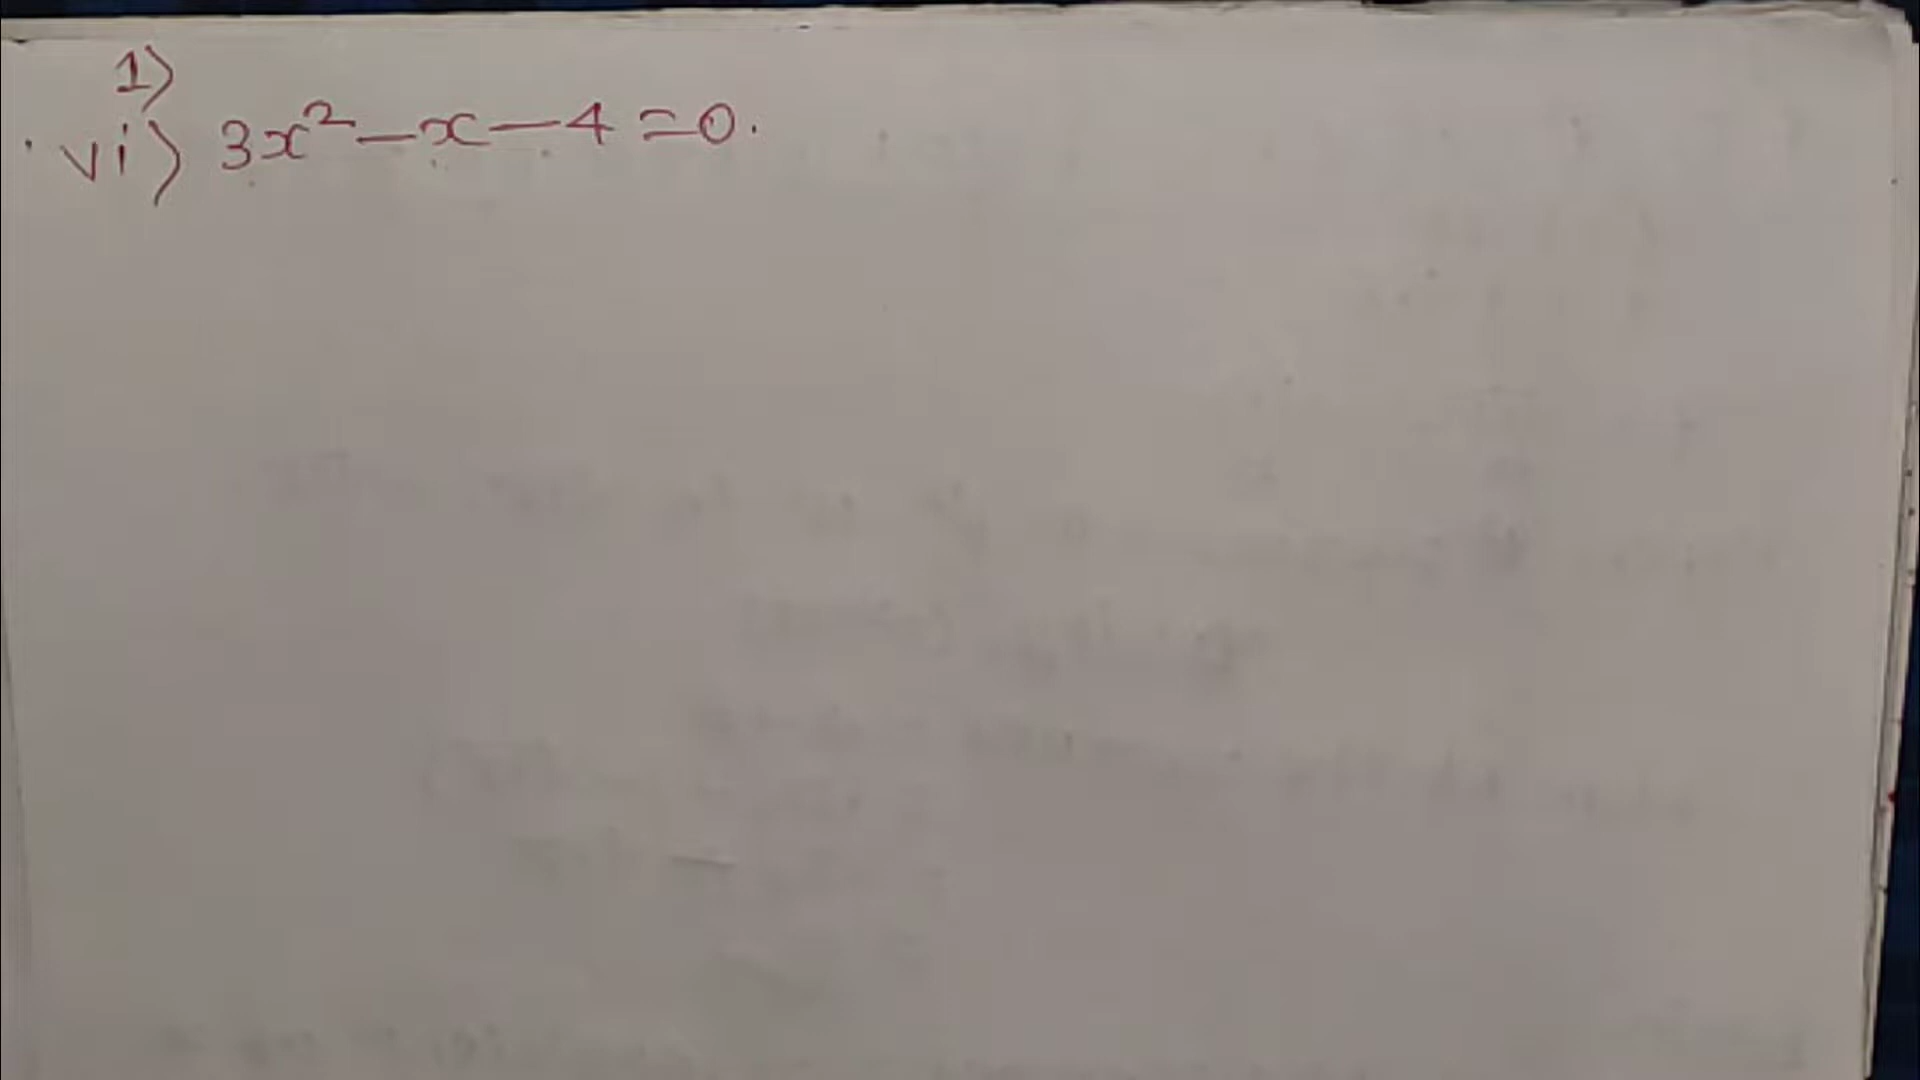 1)
vi) 3x² - x - 4 = 0.